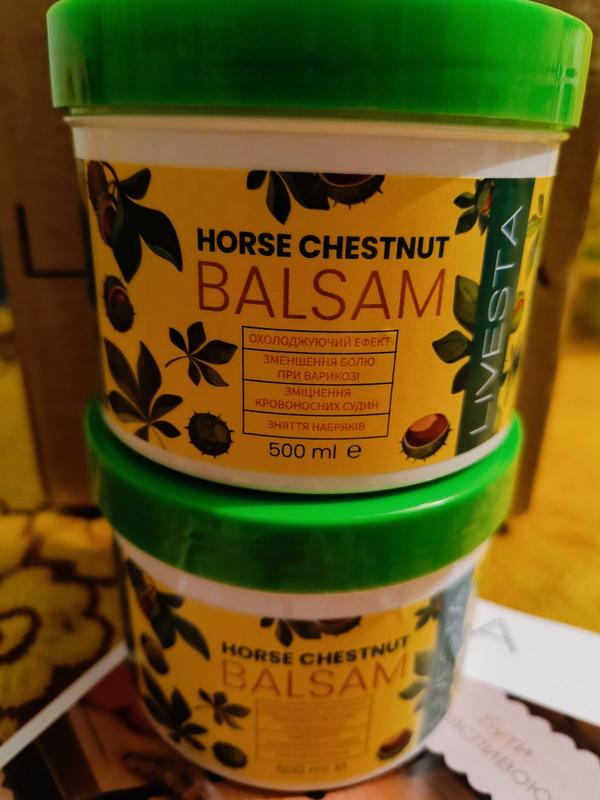 HORSE CHESTNUT
BALSAM
ОХОЛОДЖУЮЧИЙ ЕФЕКТ
ЗМЕНШЕННЯ БОЛЮ
ПРИ ВАРИКОЗІ
ЗМІЦНЕННЯ
КРОВОНОСНИХ СУДИН
ЗНЯТТЯ НАБРЯКІВ
500 ml e
LIVESTA
HORSE CHESTNUT
BALSAM
500 ml e
БУТИ